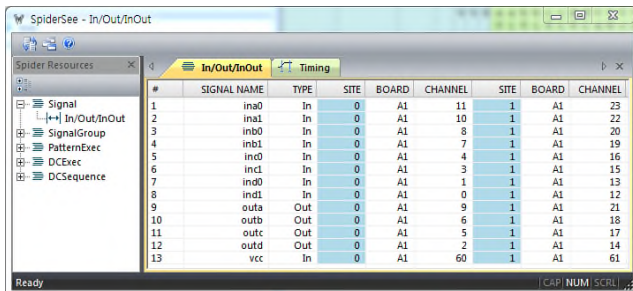 SpiderSee - In/Out/InOut
Spider Resources
In/Out/InOut Timing
# SIGNAL NAME TYPE SITE BOARD CHANNEL SITE BOARD CHANNEL
Signal
In/Out/InOut
SignalGroup
PatternExec
DCExec
DCSequence
1 ina0 In 0 A1 11 1 A1 23
2 ina1 In 0 A1 10 1 A1 22
3 inb0 In 0 A1 8 1 A1 20
4 inb1 In 0 A1 7 1 A1 19
5 inc0 In 0 A1 4 1 A1 16
6 inc1 In 0 A1 3 1 A1 15
7 ind0 In 0 A1 1 1 A1 13
8 ind1 In 0 A1 0 1 A1 12
9 outa Out 0 A1 9 1 A1 21
10 outb Out 0 A1 6 1 A1 18
11 outc Out 0 A1 5 1 A1 17
12 outd Out 0 A1 2 1 A1 14
13 vcc In 0 A1 60 1 A1 61
Ready
CAP NUM SCRL